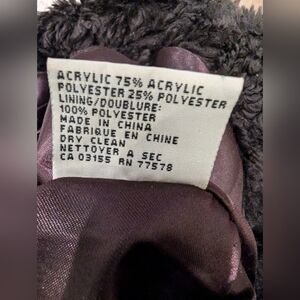 ACRYLIC 75% ACRYLIC
POLYESTER 25% POLYESTER
LINING/DOUBLURE:
100% POLYESTER
MADE IN CHINA
FABRIQUE EN CHINE
DRY CLEAN
NETTOYER A SEC
CA 03155 RN 77578